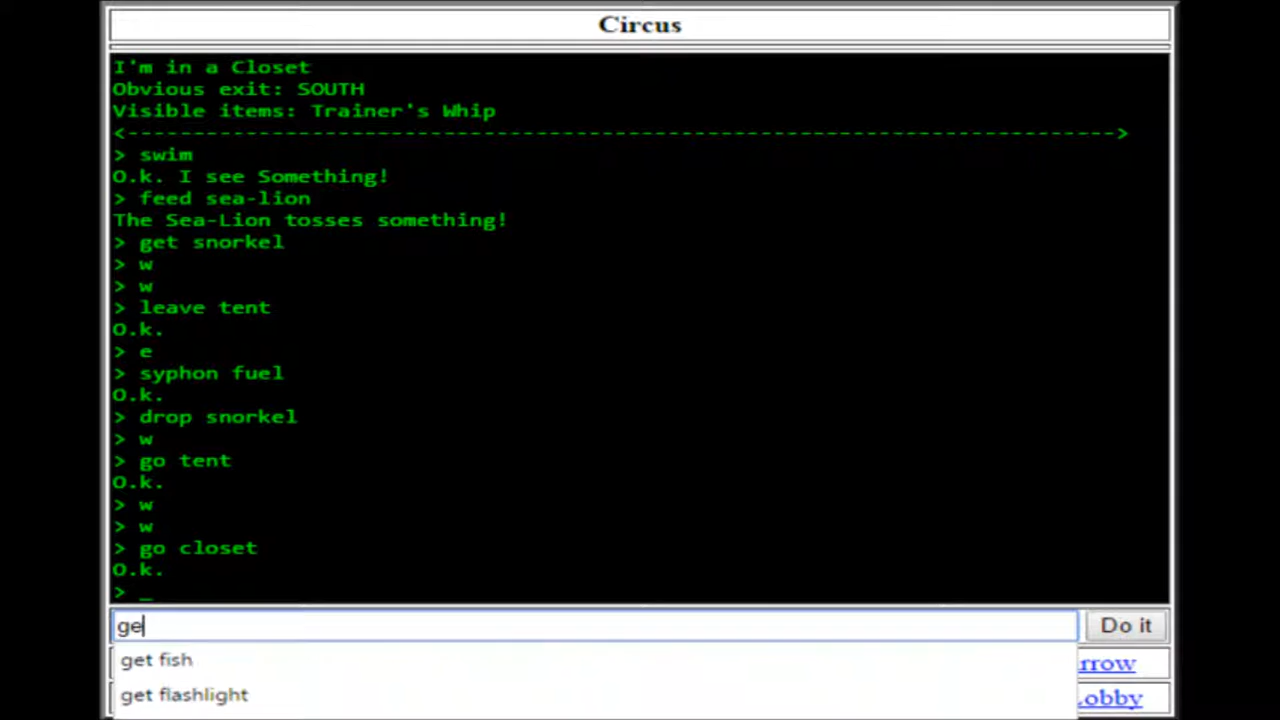 Circus
I'm in a Closet
Obvious exit: SOUTH
Visible items: Trainer's Whip
<--------------------------------------------------------------------------->
> swim
O.k. I see Something!
> feed sea-lion
The Sea-Lion tosses something!
> get snorkel
> w
> w
> leave tent
O.k.
> e
> syphon fuel
O.k.
> drop snorkel
> w
> go tent
O.k.
> w
> w
> go closet
O.k.
> _
ge
Do it
get fish
rrow
get flashlight
Lobby